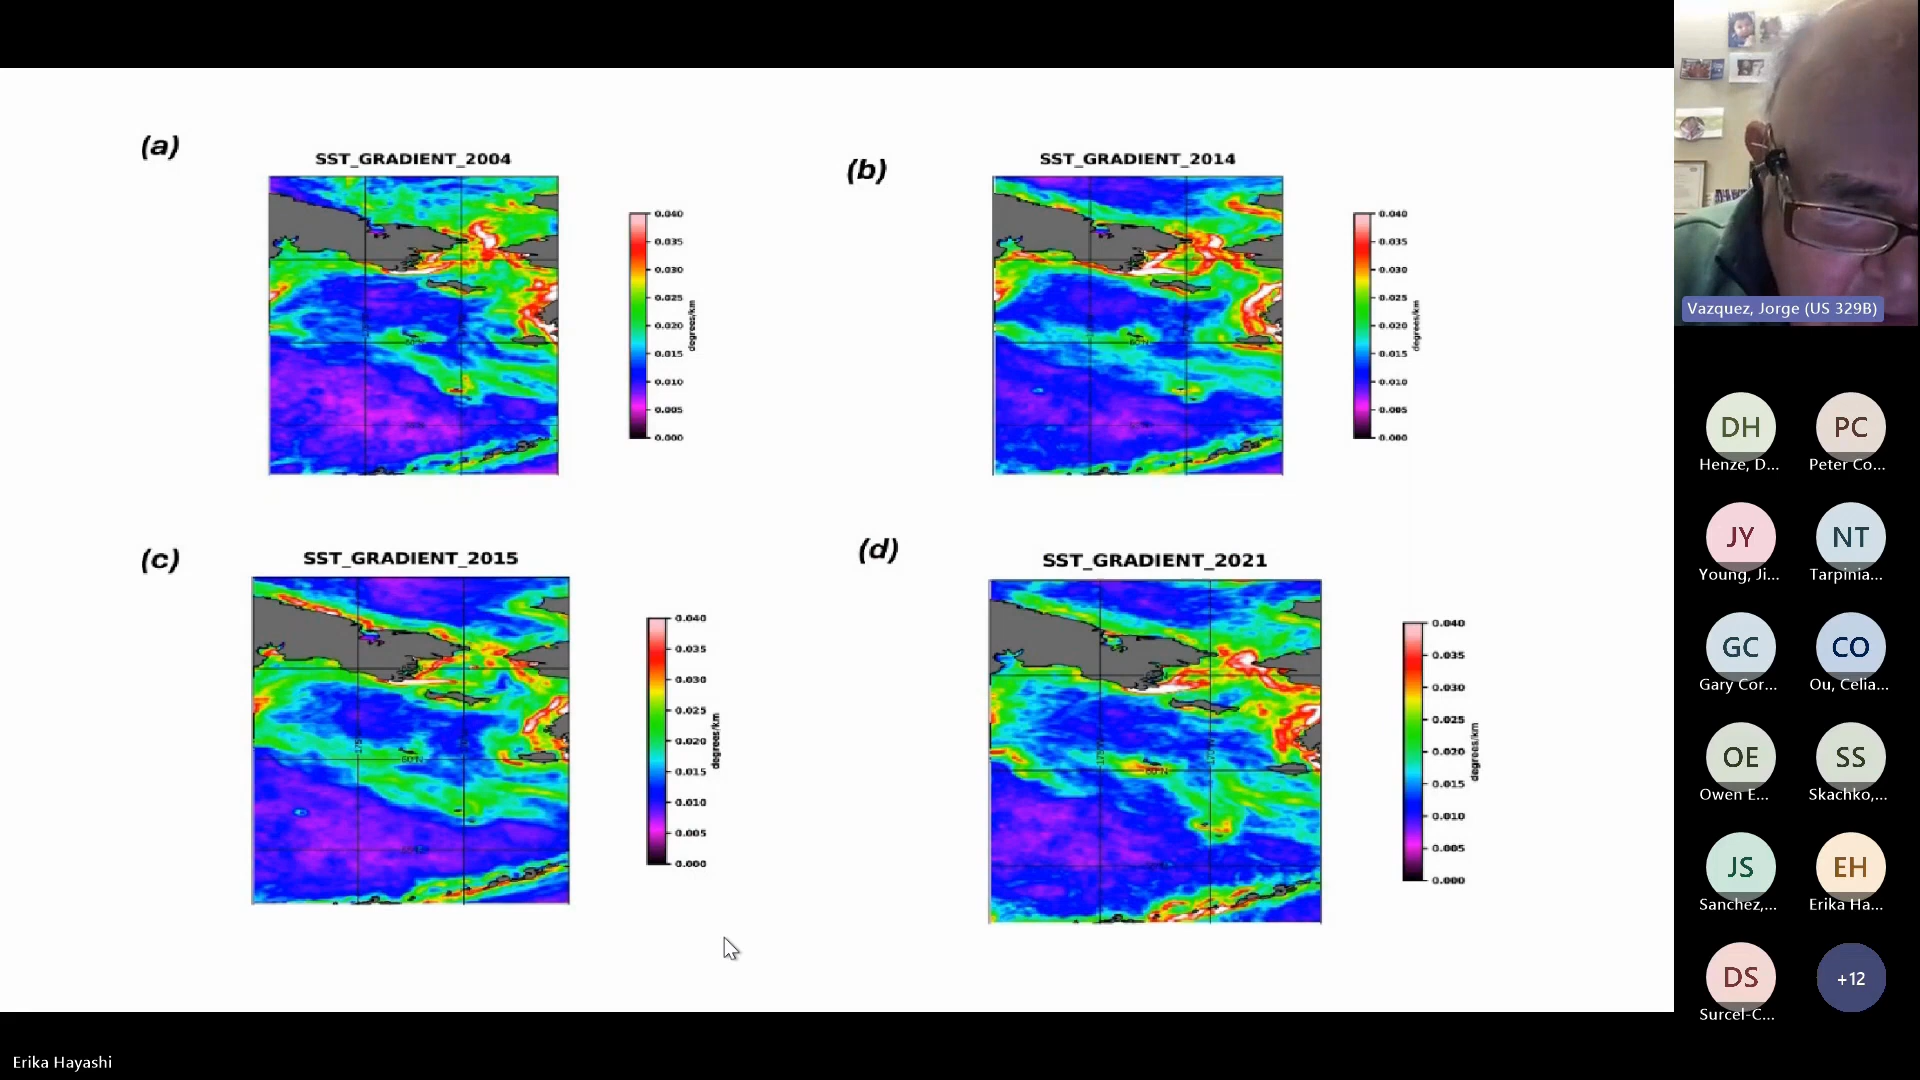 (a)
SST_GRADIENT_2004
0.040
0.035
0.030
0.025
0.020
0.015
0.010
0.005
0.000
degrees/km
60°N
(b)
SST_GRADIENT_2014
0.040
0.035
0.030
0.025
0.020
0.015
0.010
0.005
0.000
degrees/km
60°N
(c)
SST_GRADIENT_2015
0.040
0.035
0.030
0.025
0.020
0.015
0.010
0.005
0.000
degrees/km
60°N
(d)
SST_GRADIENT_2021
0.040
0.035
0.030
0.025
0.020
0.015
0.010
0.005
0.000
degrees/km
175°W
170°W
60°N
Vazquez, Jorge (US 329B)
DH
PC
Henze, D...
Peter Co...
JY
NT
Young, Ji...
Tarpinia...
GC
CO
Gary Cor...
Ou, Celia...
OE
SS
Owen E...
Skachko,...
JS
EH
Sanchez,...
Erika Ha...
DS
+12
Surcel-C...
Erika Hayashi